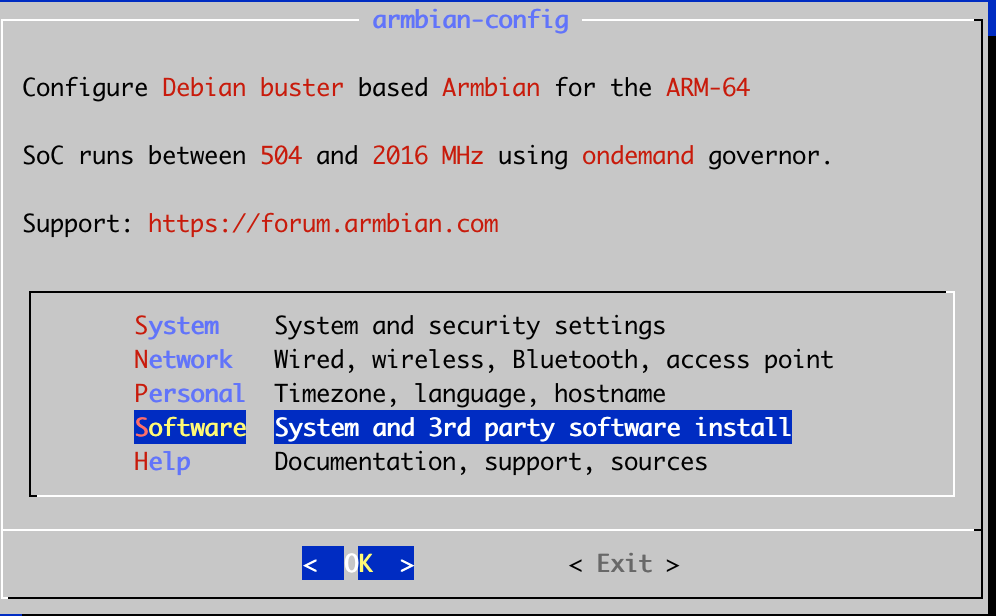 armbian-config
Configure Debian buster based Armbian for the ARM-64
SoC runs between 504 and 2016 MHz using ondemand governor.
Support: https://forum.armbian.com
System System and security settings
Network Wired, wireless, Bluetooth, access point
Personal Timezone, language, hostname
Software System and 3rd party software install
Help Documentation, support, sources
< OK > < Exit >